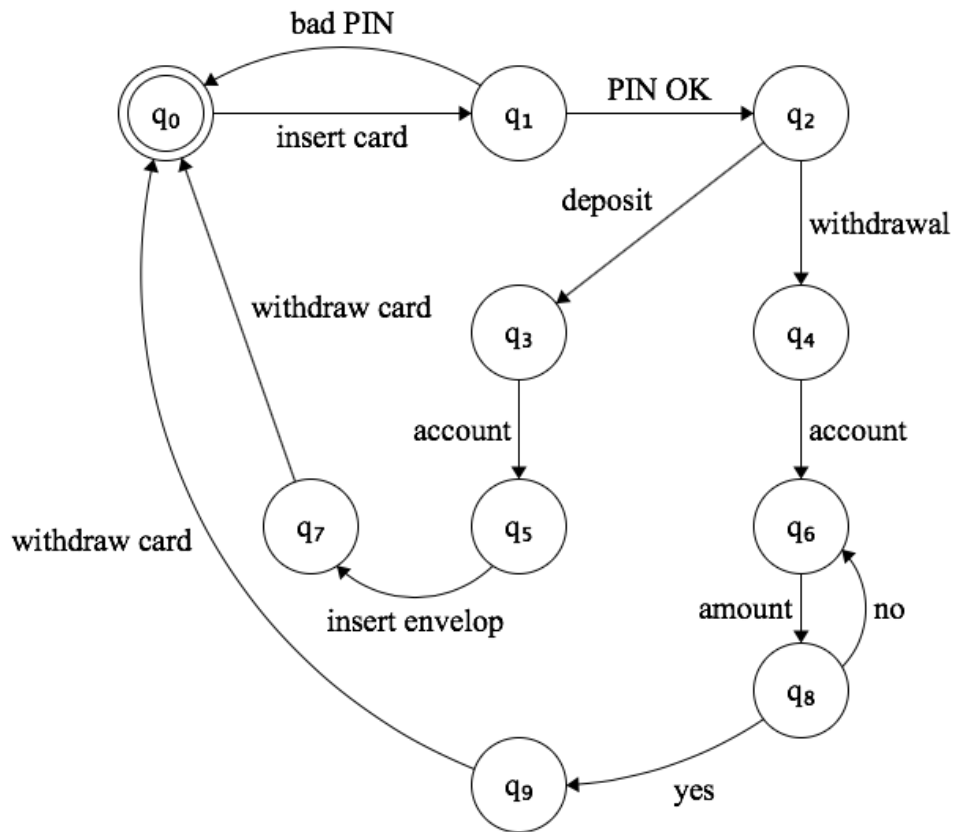 bad PIN
q₀
insert card
q₁
PIN OK
q₂
deposit
withdrawal
withdraw card
q₃
q₄
account
account
withdraw card
q₇
q₅
q₆
insert envelop
amount
no
q₈
yes
q₉